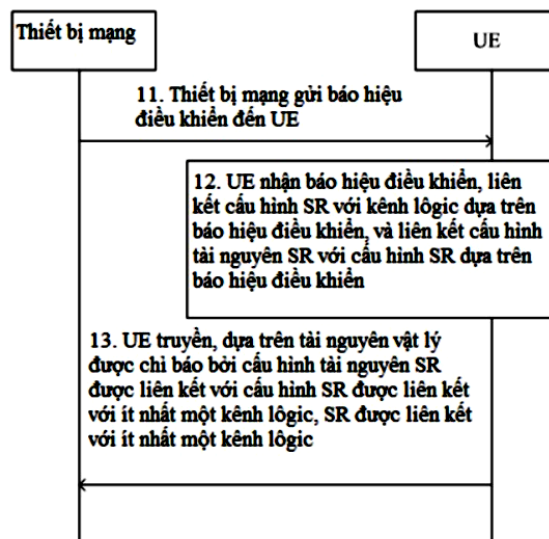 Thiết bị mạng
UE
11. Thiết bị mạng gửi báo hiệu
điều khiển đến UE
12. UE nhận báo hiệu điều khiển, liên
kết cấu hình SR với kênh lôgic dựa trên
báo hiệu điều khiển, và liên kết cấu hình
tài nguyên SR với cấu hình SR dựa trên
báo hiệu điều khiển
13. UE truyền, dựa trên tài nguyên vật lý
được chỉ báo bởi cấu hình tài nguyên SR
được liên kết với cấu hình SR được liên kết
với ít nhất một kênh lôgic, SR được liên kết
với ít nhất một kênh lôgic